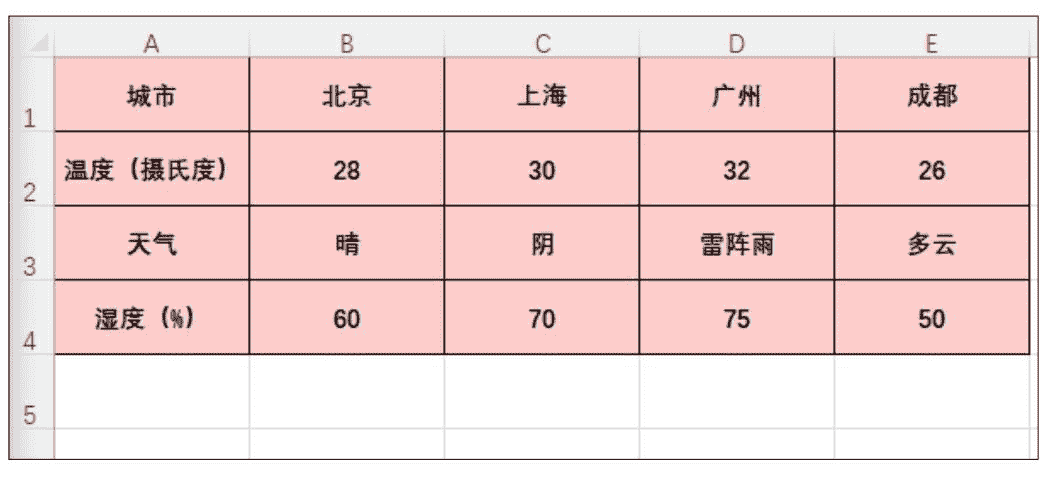 A B C D E
1 城市 北京 上海 广州 成都
2 温度（摄氏度） 28 30 32 26
3 天气 晴 阴 雷阵雨 多云
4 湿度（%） 60 70 75 50
5